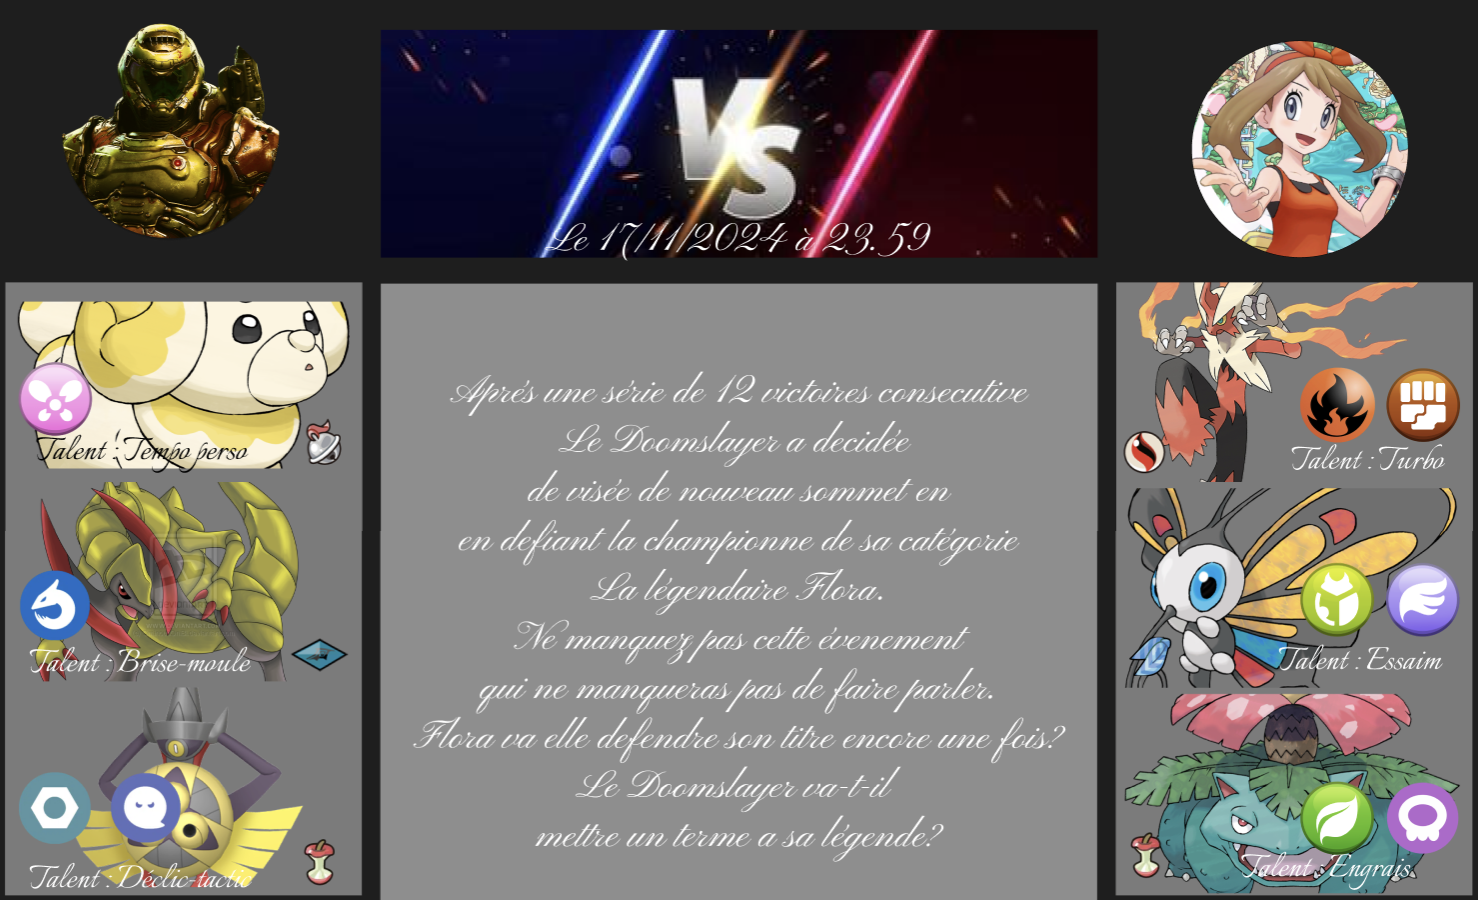 VS
Le 17/11/2024 à 23.59
Aprés une série de 12 victoires consecutive
Le Doomslayer a decidée
de visée de nouveau sommet en
en defiant la championne de sa catégorie
La légendaire Flora.
Ne manquez pas cette évenement
qui ne manqueras pas de faire parler.
Flora va elle defendre son titre encore une fois?
Le Doomslayer va-t-il
mettre un terme a sa légende?
Talent : Tempo perso
Talent : Brise-moule
Talent : Déclic-tactic
Talent : Turbo
Talent : Essaim
Talent : Engrais